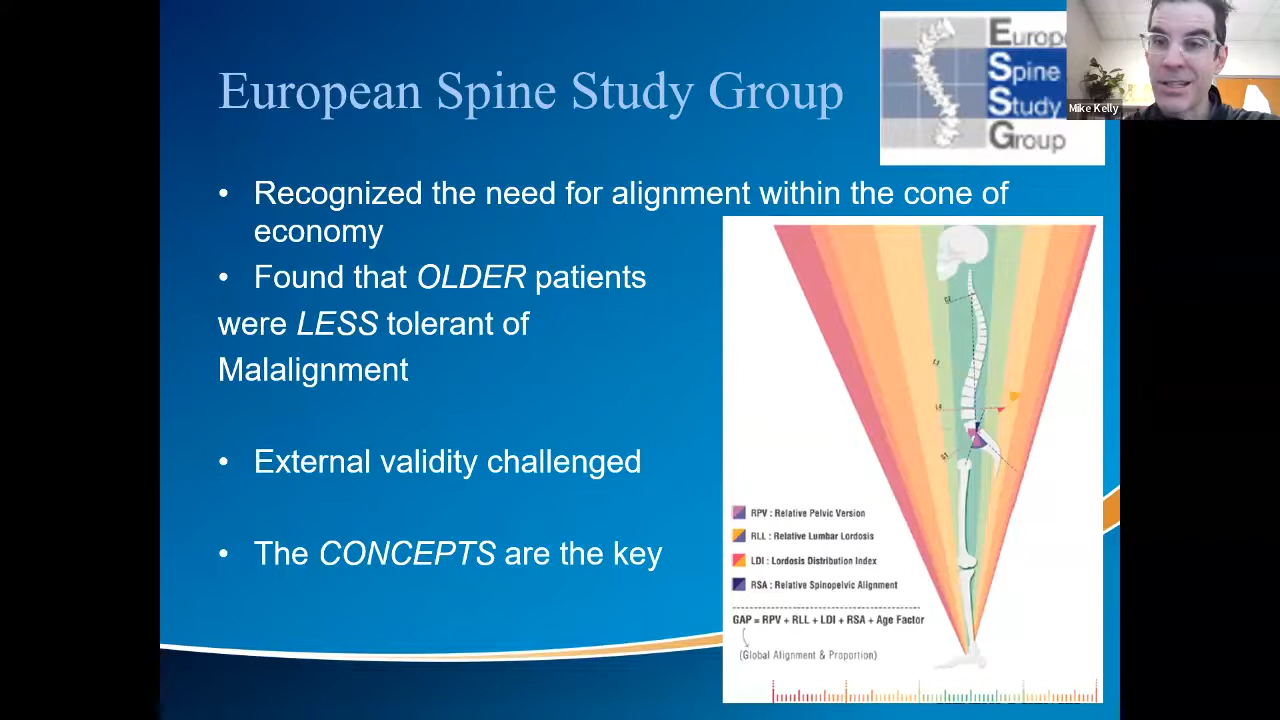 European Spine Study Group
Europe
Spine
Study
Group
Mike Kelly
• Recognized the need for alignment within the cone of
economy
• Found that OLDER patients
were LESS tolerant of
Malalignment
• External validity challenged
• The CONCEPTS are the key
L4
S1
RPV : Relative Pelvic Version
RLL : Relative Lumbar Lordosis
LDI : Lordosis Distribution Index
RSA : Relative Spinopelvic Alignment
GAP = RPV + RLL + LDI + RSA + Age Factor
(Global Alignment & Proportion)